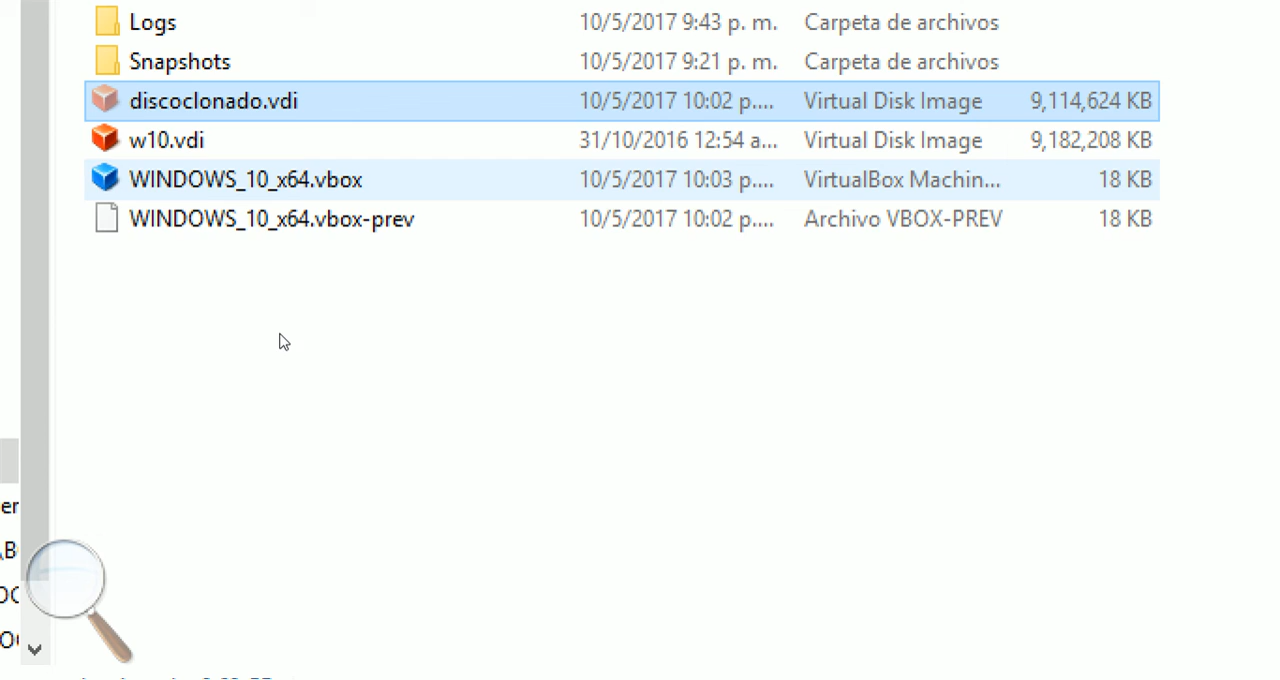 Logs 10/5/2017 9:43 p. m. Carpeta de archivos
Snapshots 10/5/2017 9:21 p. m. Carpeta de archivos
discoclonado.vdi 10/5/2017 10:02 p.... Virtual Disk Image 9,114,624 KB
w10.vdi 31/10/2016 12:54 a... Virtual Disk Image 9,182,208 KB
WINDOWS_10_x64.vbox 10/5/2017 10:03 p.... VirtualBox Machin... 18 KB
WINDOWS_10_x64.vbox-prev 10/5/2017 10:02 p.... Archivo VBOX-PREV 18 KB
er